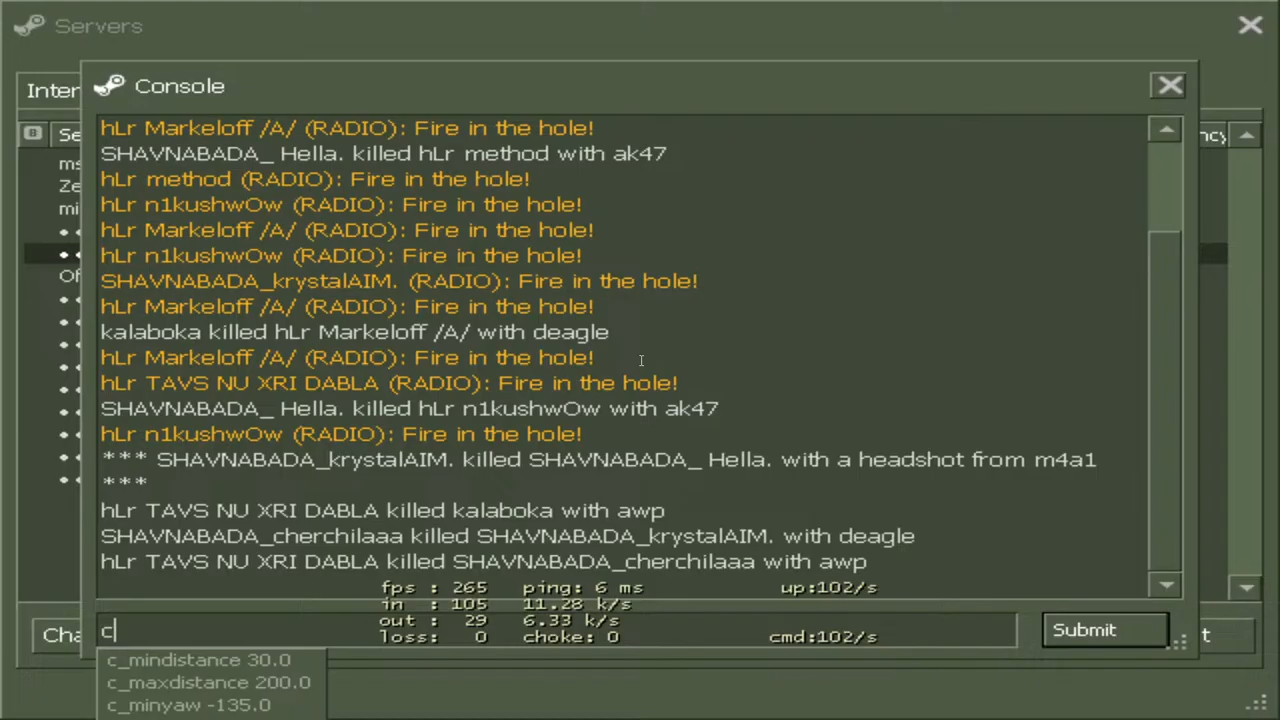 Servers
Inter
Console
Se
ncy
ms
Ze
mi
Of
hLr Markeloff /A/ (RADIO): Fire in the hole!
SHAVNABADA_ Hella. killed hLr method with ak47
hLr method (RADIO): Fire in the hole!
hLr n1kushwOw (RADIO): Fire in the hole!
hLr Markeloff /A/ (RADIO): Fire in the hole!
hLr n1kushwOw (RADIO): Fire in the hole!
SHAVNABADA_krystalAIM. (RADIO): Fire in the hole!
hLr Markeloff /A/ (RADIO): Fire in the hole!
kalaboka killed hLr Markeloff /A/ with deagle
hLr Markeloff /A/ (RADIO): Fire in the hole!
hLr TAVS NU XRI DABLA (RADIO): Fire in the hole!
SHAVNABADA_ Hella. killed hLr n1kushwOw with ak47
hLr n1kushwOw (RADIO): Fire in the hole!
*** SHAVNABADA_krystalAIM. killed SHAVNABADA_ Hella. with a headshot from m4a1
***
hLr TAVS NU XRI DABLA killed kalaboka with awp
SHAVNABADA_cherchilaaa killed SHAVNABADA_krystalAIM. with deagle
hLr TAVS NU XRI DABLA killed SHAVNABADA_cherchilaaa with awp
fps : 265 ping: 6 ms up:102/s
in : 105 11.28 k/s
out : 29 6.33 k/s
loss: 0 choke: 0 cmd:102/s
Cha
c
Submit
t
c_mindistance 30.0
c_maxdistance 200.0
c_minyaw -135.0